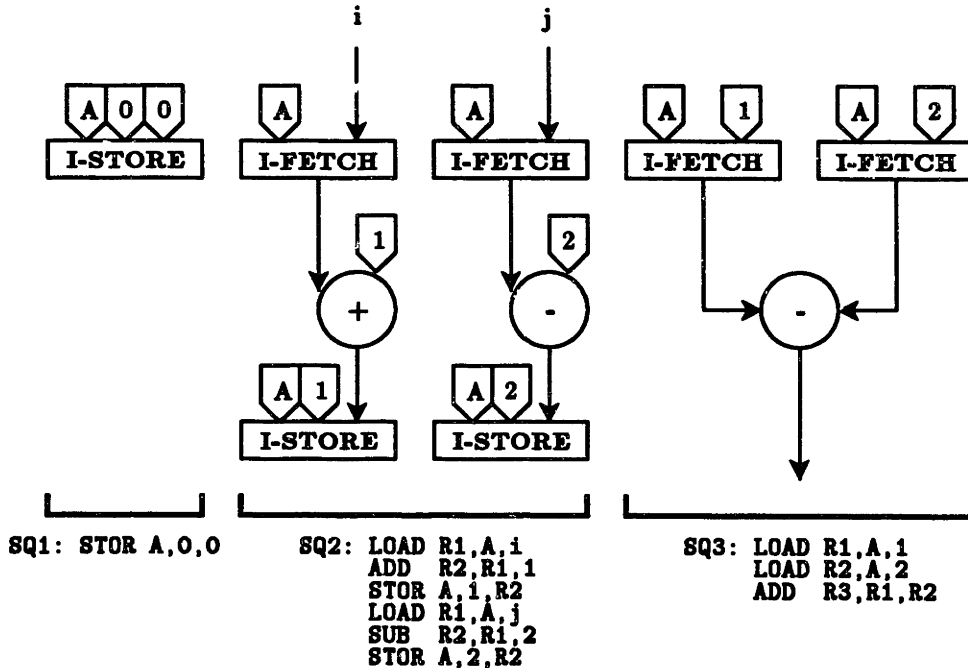 i j
A 0 0 A A A 1 A 2
I-STORE I-FETCH I-FETCH I-FETCH I-FETCH
1 2
+ - -
A 1 A 2
I-STORE I-STORE
SQ1: STOR A,0,0
SQ2: LOAD R1,A,i
ADD R2,R1,1
STOR A,1,R2
LOAD R1,A,j
SUB R2,R1,2
STOR A,2,R2
SQ3: LOAD R1,A,1
LOAD R2,A,2
ADD R3,R1,R2